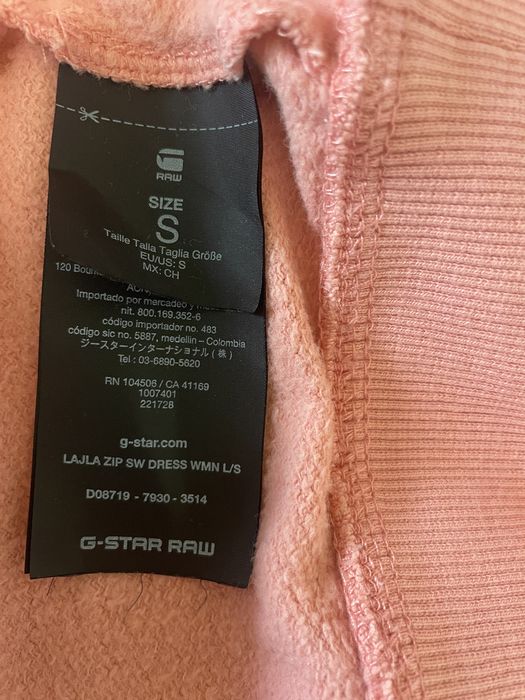 RAW
SIZE
S
Taille Talla Taglia Größe
EU/US: S
MX: CH
120
Importado por mercadeo y
nit. 800.169.352-6
código importador no. 483
código sic no. 5887, medellin - Colombia
ジースターインターナショナル ( 株 )
Tel : 03-6890-5620
RN 104506 / CA 41169
1007401
221728
g-star.com
LAJLA ZIP SW DRESS WMN L/S
D08719 - 7930 - 3514
G-STAR RAW